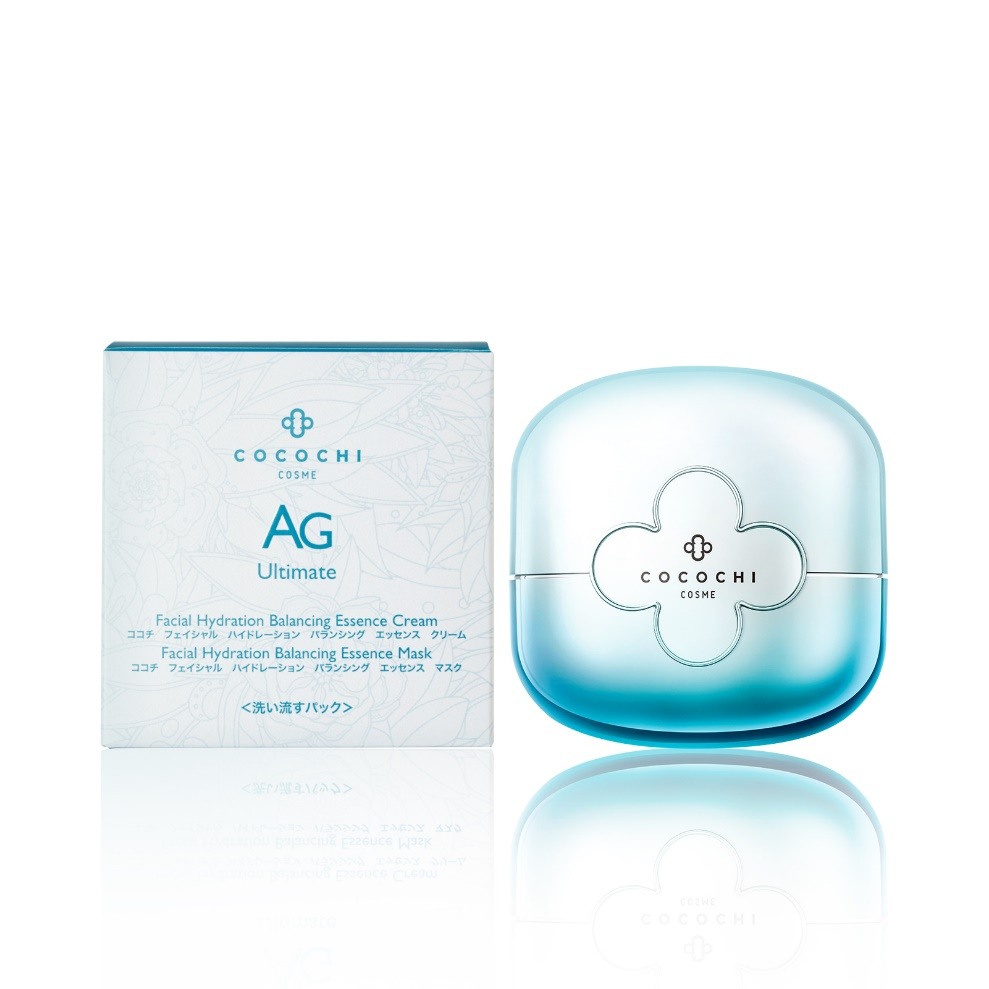 COCOCHI
COSME
AG
Ultimate
Facial Hydration Balancing Essence Cream
ココチ フェイシャル ハイドレーション バランシング エッセンス クリーム
Facial Hydration Balancing Essence Mask
ココチ フェイシャル ハイドレーション バランシング エッセンス マスク
<洗い流すパック>
COCOCHI
COSME